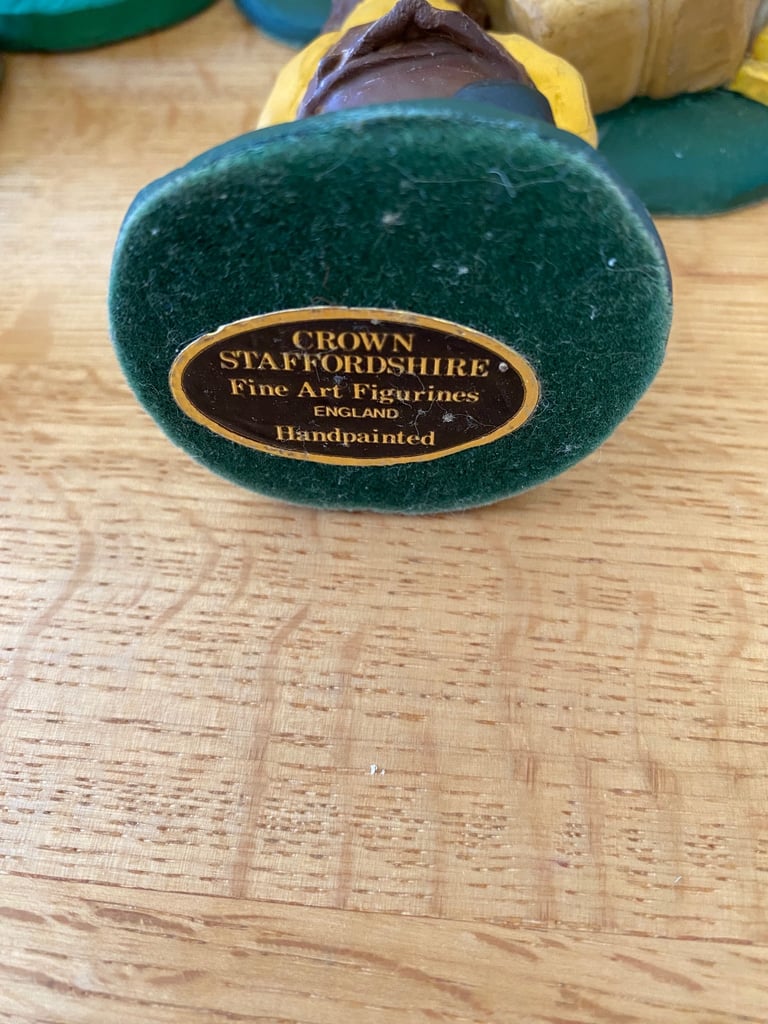 CROWN
STAFFORDSHIRE
Fine Art Figurines
ENGLAND
Handpainted